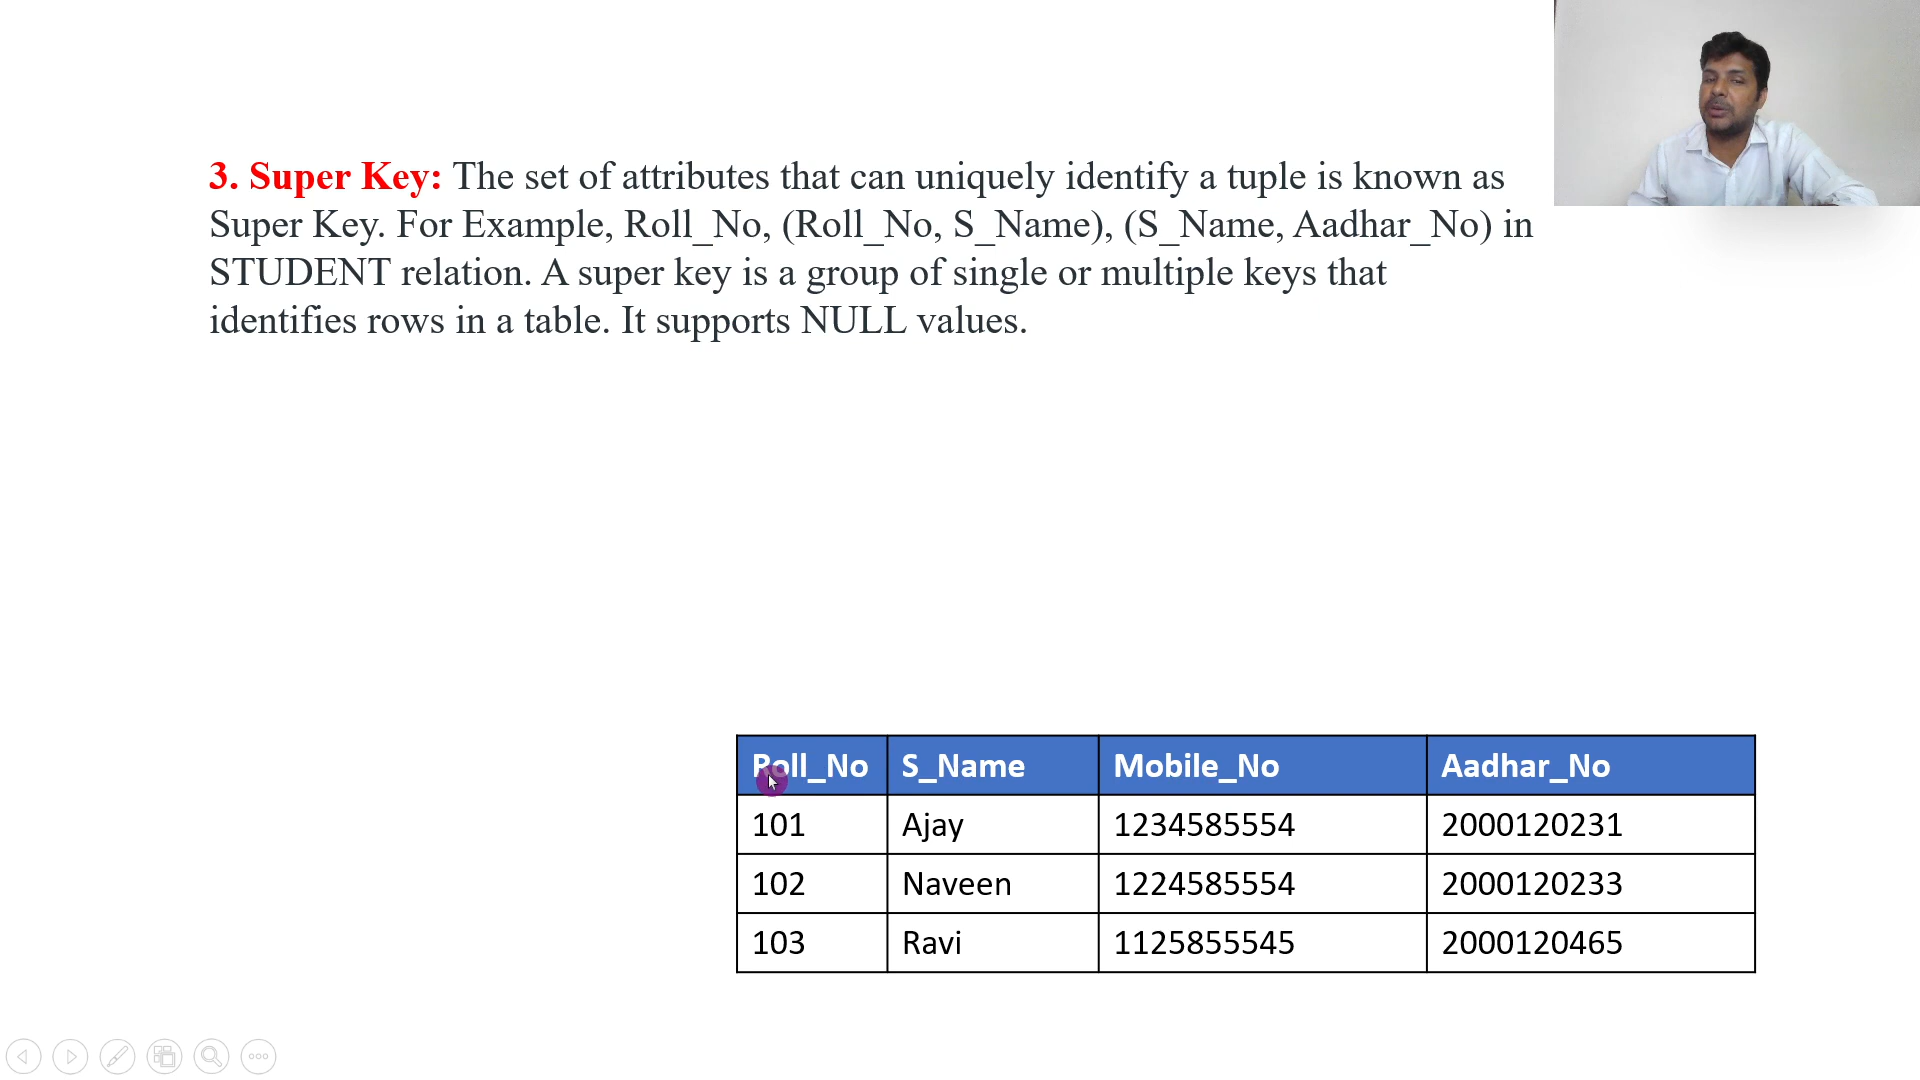 3. Super Key: The set of attributes that can uniquely identify a tuple is known as
Super Key. For Example, Roll_No, (Roll_No, S_Name), (S_Name, Aadhar_No) in
STUDENT relation. A super key is a group of single or multiple keys that
identifies rows in a table. It supports NULL values.
Roll_No S_Name Mobile_No Aadhar_No
101 Ajay 1234585554 2000120231
102 Naveen 1224585554 2000120233
103 Ravi 1125855545 2000120465